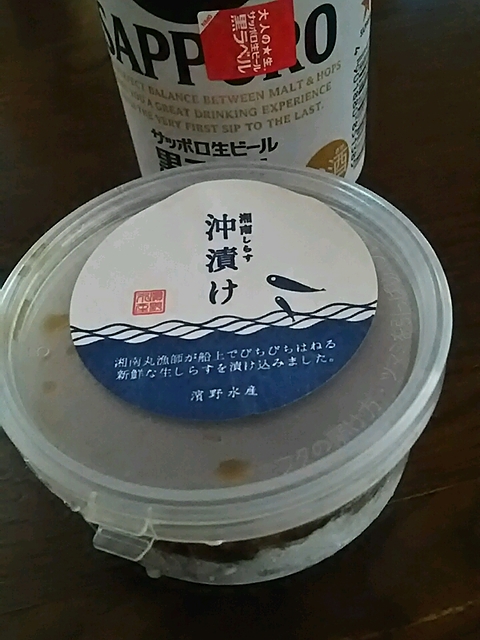 SAPPORO
大人の★生
サッポロ生ビール
黒ラベル
PERFECT BALANCE BETWEEN MALT & HOPS
A GREAT DRINKING EXPERIENCE
THE VERY FIRST SIP TO THE LAST.
サッポロ生ビール
湘南しらす
沖漬け
湘南丸漁師が船上でぴちぴちはねる
新鮮な生しらすを漬け込みました。
濱野水産